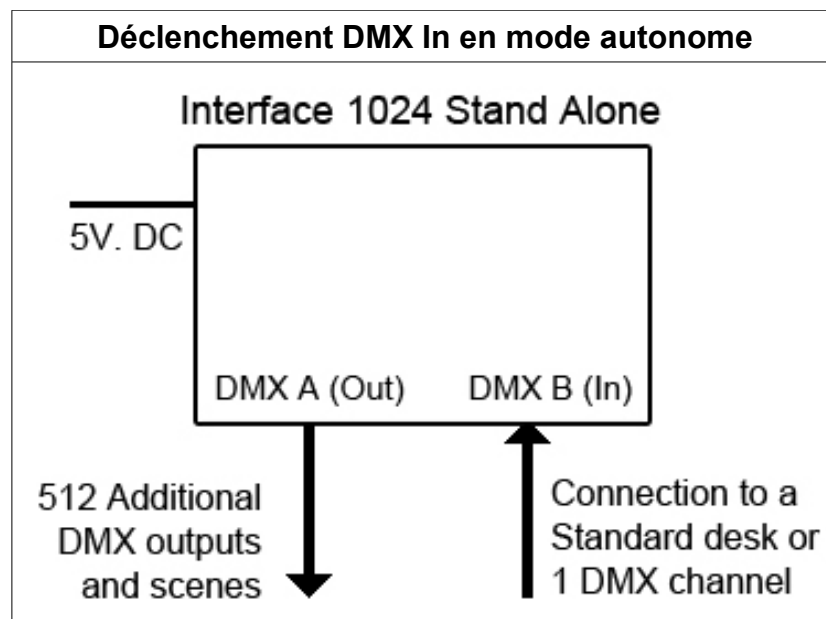 Déclenchement DMX In en mode autonome
Interface 1024 Stand Alone
5V. DC
DMX A (Out)
DMX B (In)
512 Additional
DMX outputs
and scenes
Connection to a
Standard desk or
1 DMX channel